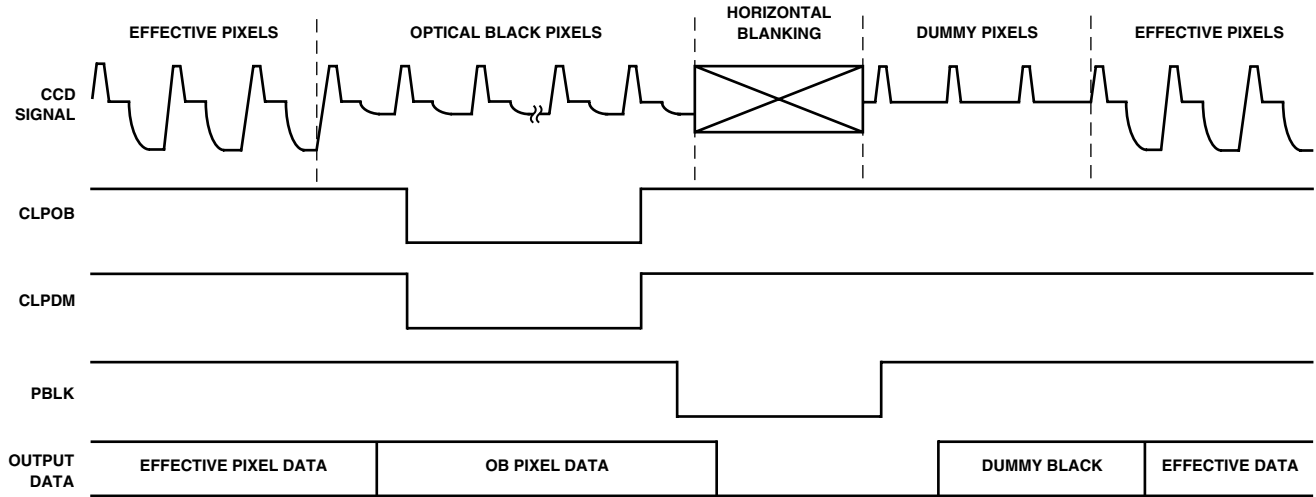 EFFECTIVE PIXELS
OPTICAL BLACK PIXELS
HORIZONTAL
BLANKING
DUMMY PIXELS
EFFECTIVE PIXELS
CCD
SIGNAL
CLPOB
CLPDM
PBLK
OUTPUT
DATA
EFFECTIVE PIXEL DATA
OB PIXEL DATA
DUMMY BLACK
EFFECTIVE DATA